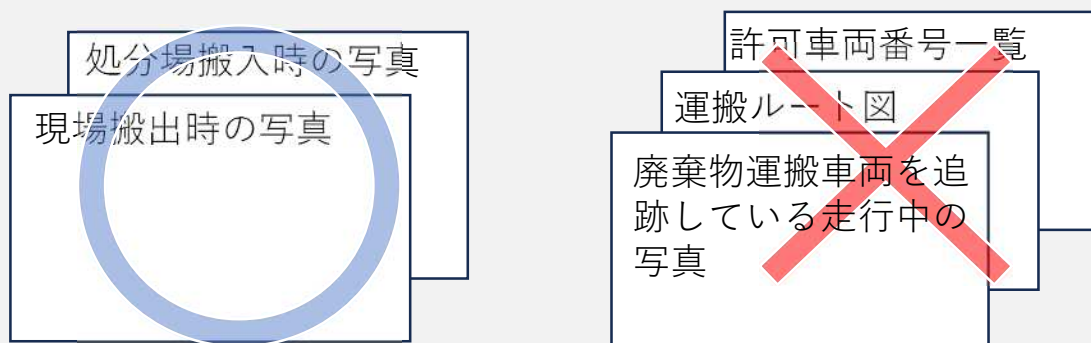 処分場搬入時の写真
現場搬出時の写真
許可車両番号一覧
運搬ルート図
廃棄物運搬車両を追
跡している走行中の
写真